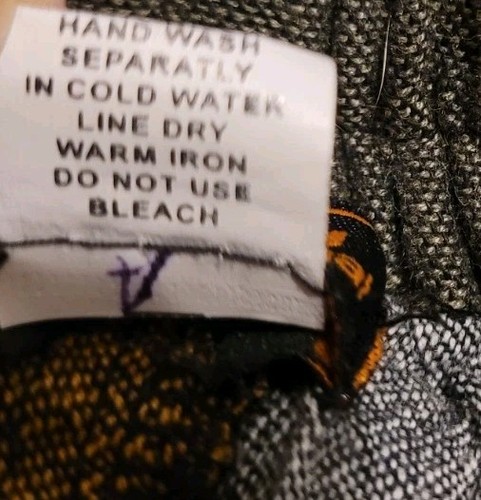 HAND WASH
SEPARATLY
IN COLD WATER
LINE DRY
WARM IRON
DO NOT USE
BLEACH